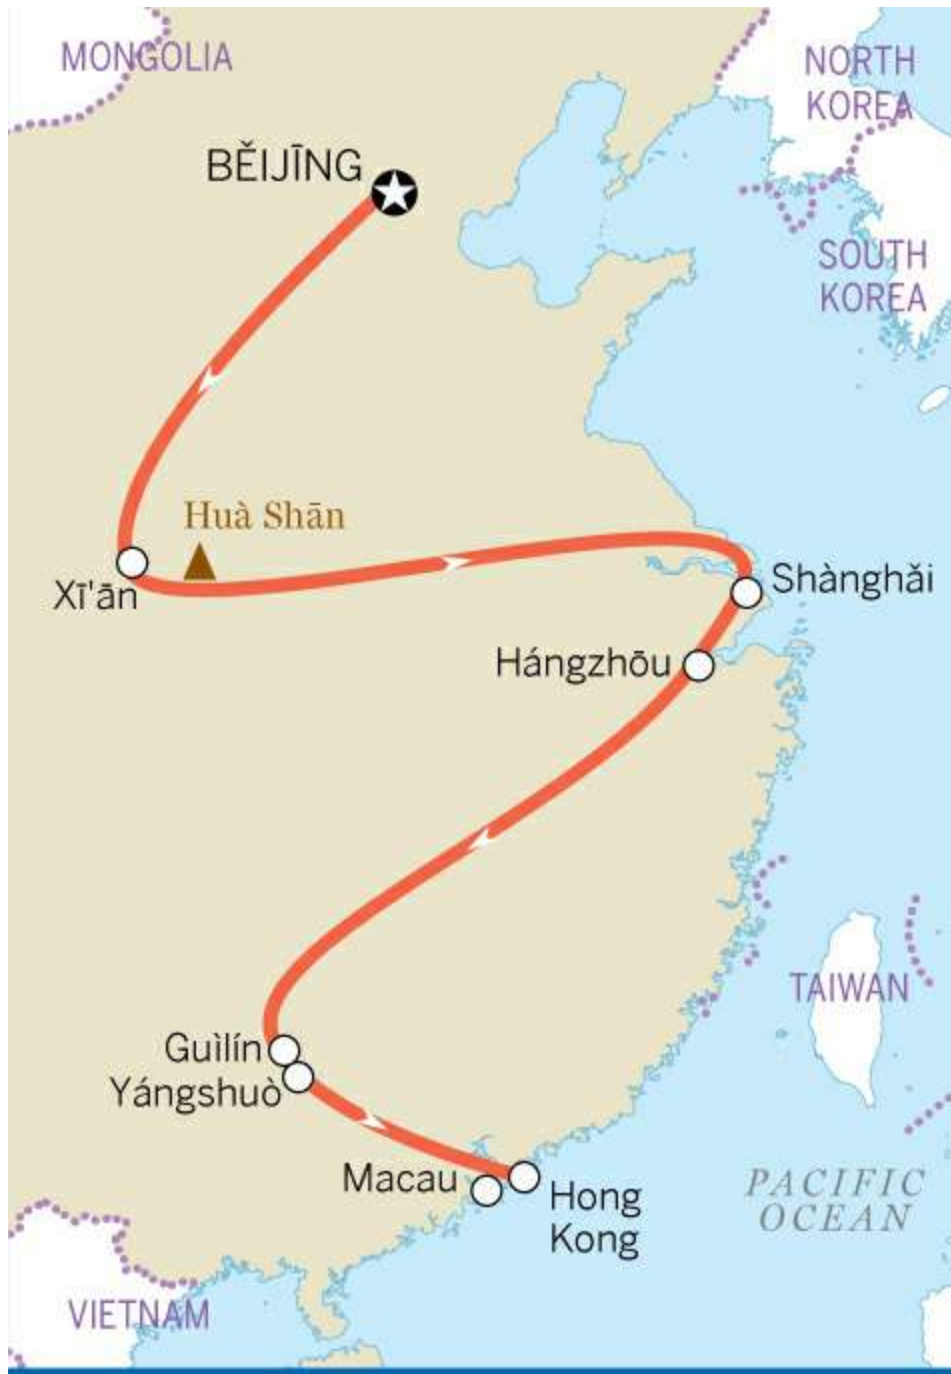 MONGOLIA
NORTH
KOREA
BĚIJĪNG
SOUTH
KOREA
Huà Shān
Xī'ān
Shànghǎi
Hángzhōu
TAIWAN
Guìlín
Yángshuò
Macau
Hong
Kong
PACIFIC
OCEAN
VIETNAM